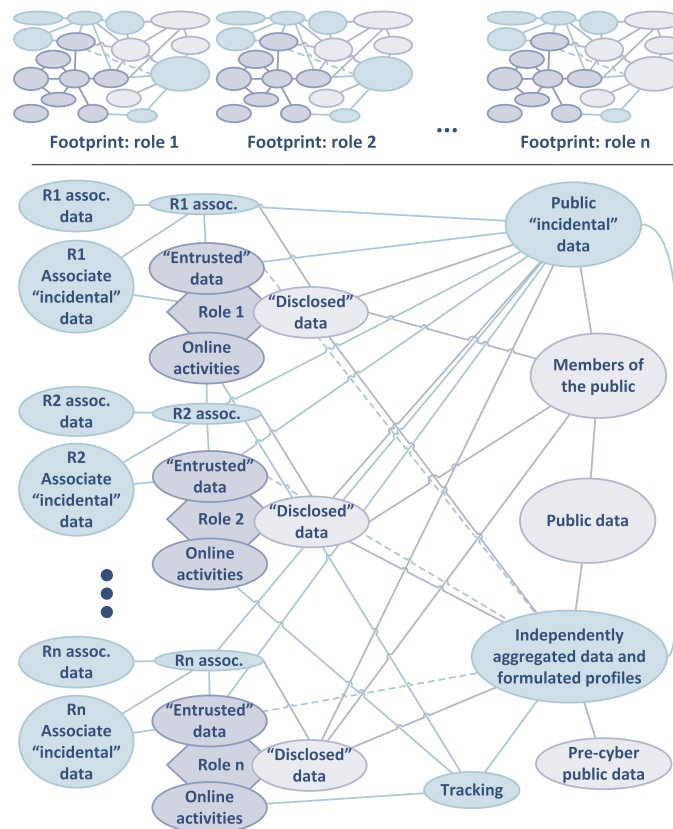 Footprint: role 1
Footprint: role 2
...
Footprint: role n
R1 assoc.
data
R1 assoc.
Public
“incidental”
data
R1
Associate
“incidental”
data
“Entrusted”
data
Role 1
“Disclosed”
data
Online
activities
Members of
the public
R2 assoc.
data
R2 assoc.
R2
Associate
“incidental”
data
“Entrusted”
data
Role 2
“Disclosed”
data
Online
activities
Public data
Rn assoc.
data
Rn assoc.
Independently
aggregated data and
formulated profiles
Rn
Associate
“incidental”
data
“Entrusted”
data
Role n
“Disclosed”
data
Online
activities
Pre-cyber
public data
Tracking